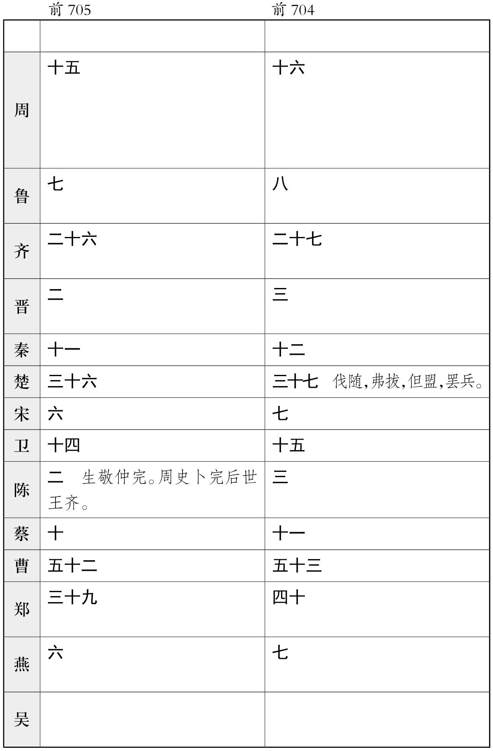 前 705 前 704
周 十五 十六
鲁 七 八
齐 二十六 二十七
晋 二 三
秦 十一 十二
楚 三十六 三十七 伐随，弗拔，但盟，罢兵。
宋 六 七
卫 十四 十五
陈 二 生敬仲完。周史卜完后世 三
王齐。
蔡 十 十一
曹 五十二 五十三
郑 三十九 四十
燕 六 七
吴